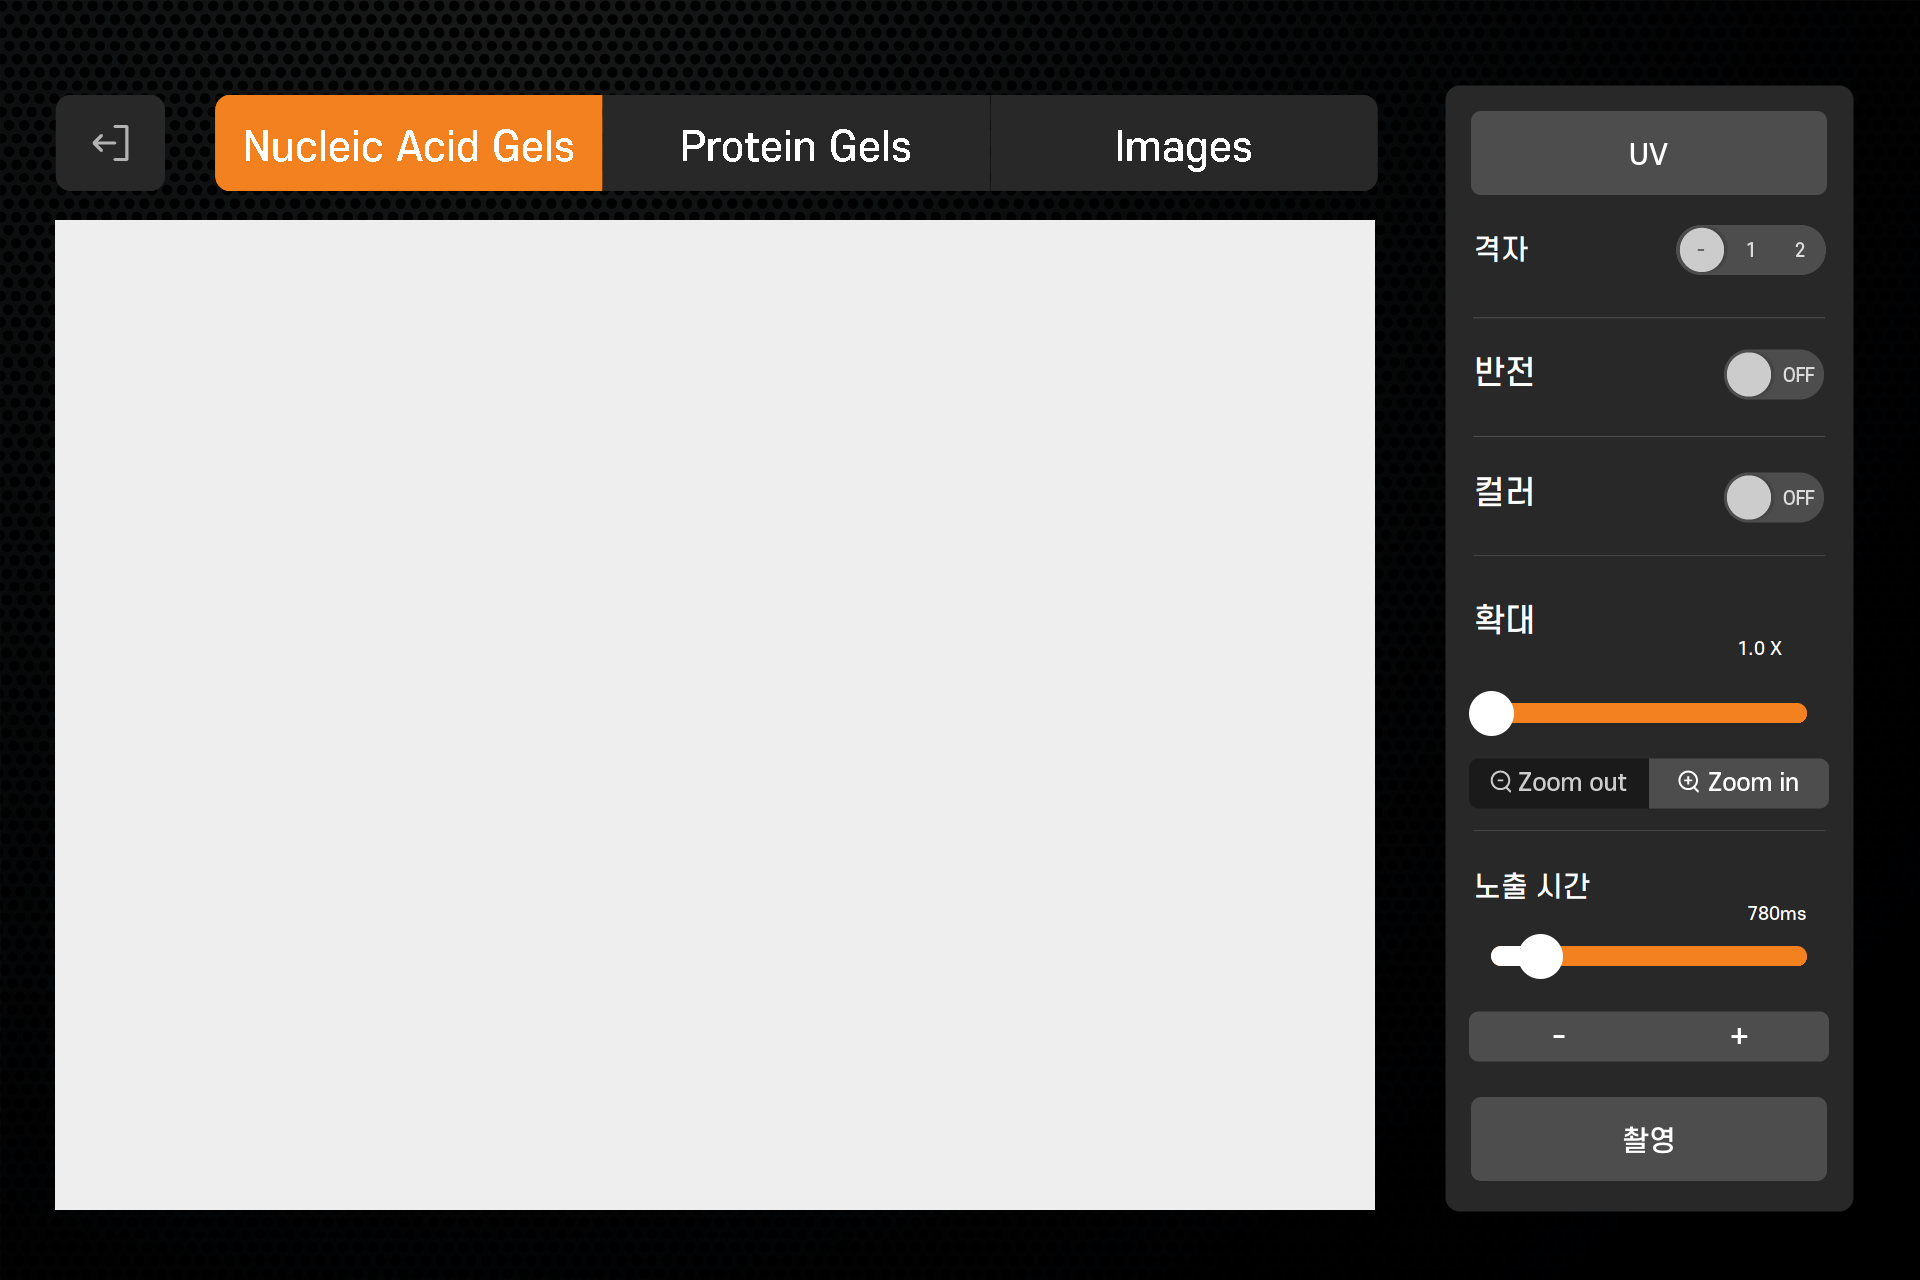 Nucleic Acid Gels
Protein Gels
Images
UV
격자
- 1 2
반전
OFF
컬러
OFF
확대
1.0 X
Zoom out
Zoom in
노출 시간
780ms
- +
촬영